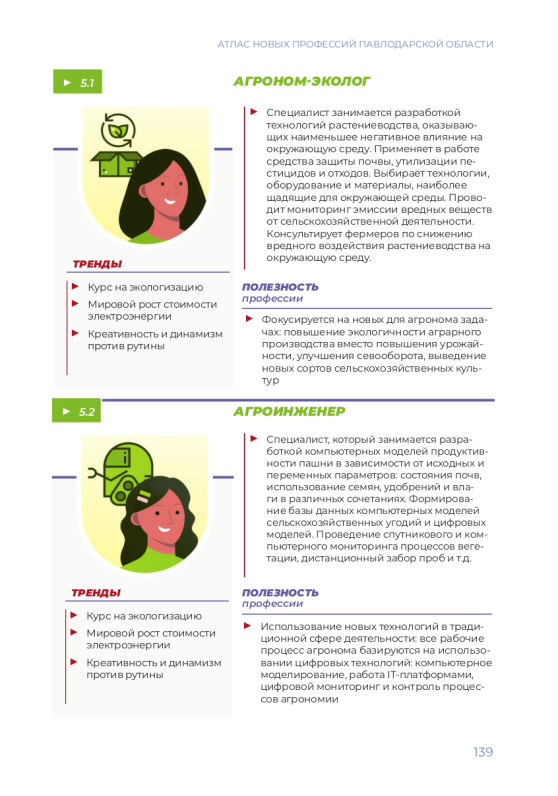 АТЛАС НОВЫХ ПРОФЕССИЙ ПАВЛОДАРСКОЙ ОБЛАСТИ
5.1
АГРОНОМ-ЭКОЛОГ
Специалист занимается разработкой
технологий растениеводства, оказываю-
щих наименьшее негативное влияние на
окружающую среду. Применяет в работе
средства защиты почвы, утилизации пе-
стицидов и отходов. Выбирает технологии,
оборудование и материалы, наиболее
щадящие для окружающей среды. Прово-
дит мониторинг эмиссии вредных веществ
от сельскохозяйственной деятельности.
Консультирует фермеров по снижению
вредного воздействия растениеводства на
окружающую среду.
ТРЕНДЫ
Курс на экологизацию
Мировой рост стоимости
электроэнергии
Креативность и динамизм
против рутины
ПОЛЕЗНОСТЬ
профессии
Фокусируется на новых для агронома зада-
чах: повышение экологичности аграрного
производства вместо повышения урожай-
ности, улучшения севооборота, выведение
новых сортов сельскохозяйственных куль-
тур
5.2
АГРОИНЖЕНЕР
Специалист, который занимается разра-
боткой компьютерных моделей продуктив-
ности пашни в зависимости от исходных и
переменных параметров: состояния почв,
использование семян, удобрений и вла-
ги в различных сочетаниях. Формирова-
ние базы данных компьютерных моделей
сельскохозяйственных угодий и цифровых
моделей. Проведение спутникового и ком-
пьютерного мониторинга процессов веге-
тации, дистанционный забор проб и т.д.
ТРЕНДЫ
Курс на экологизацию
Мировой рост стоимости
электроэнергии
Креативность и динамизм
против рутины
ПОЛЕЗНОСТЬ
профессии
Использование новых технологий в тради-
ционной сфере деятельности: все рабочие
процесс агронома базируются на использо-
вании цифровых технологий: компьютерное
моделирование, работа IT-платформами,
цифровой мониторинг и контроль процес-
сов агрономии
139